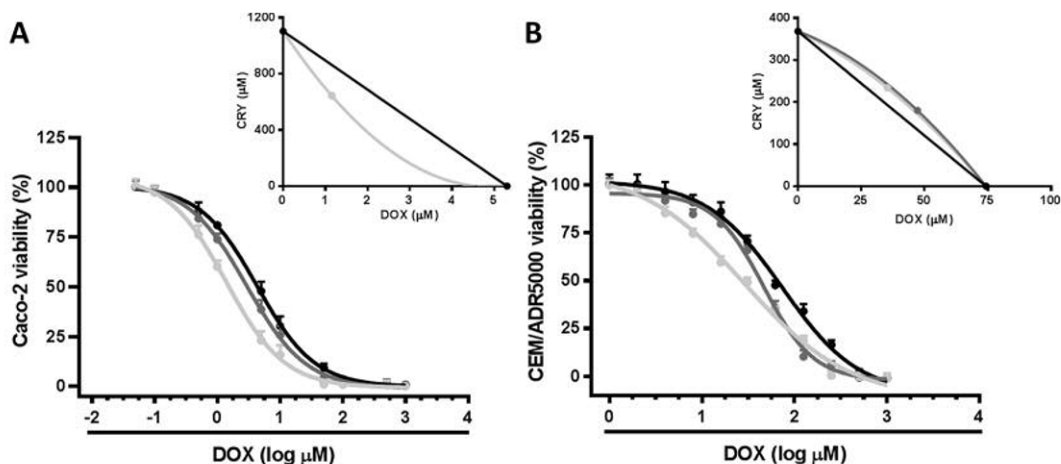 A
B
1200
900
600
300
0
CRY (µM)
0 1 2 3 4 5
DOX (µM)
400
300
200
100
0
CRY (µM)
0 25 50 75 100
DOX (µM)
125
100
75
50
25
0
Caco-2 viability (%)
-2 -1 0 1 2 3 4
DOX (log µM)
125
100
75
50
25
0
CEM/ADR5000 viability (%)
0 1 2 3 4
DOX (log µM)